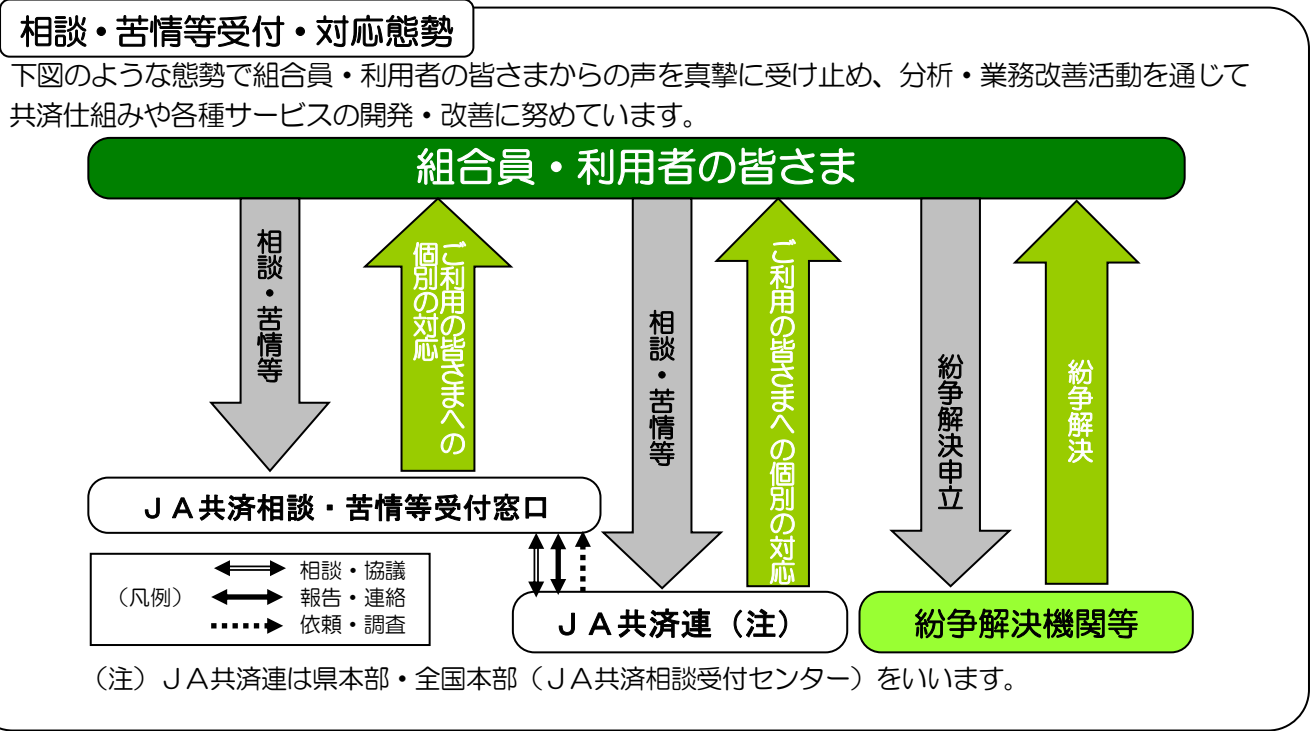 相談・苦情等受付・対応態勢
下図のような態勢で組合員・利用者の皆さまからの声を真摯に受け止め、分析・業務改善活動を通じて
共済仕組みや各種サービスの開発・改善に努めています。
組合員・利用者の皆さま
相談・苦情等
ご利用の皆さまへの
個別の対応
相談・苦情等
ご利用の皆さまへの個別の対応
紛争解決申立
紛争解決
ＪＡ共済相談・苦情等受付窓口
（凡例）
相談・協議
報告・連絡
依頼・調査
ＪＡ共済連（注）
紛争解決機関等
（注）ＪＡ共済連は県本部・全国本部（ＪＡ共済相談受付センター）をいいます。